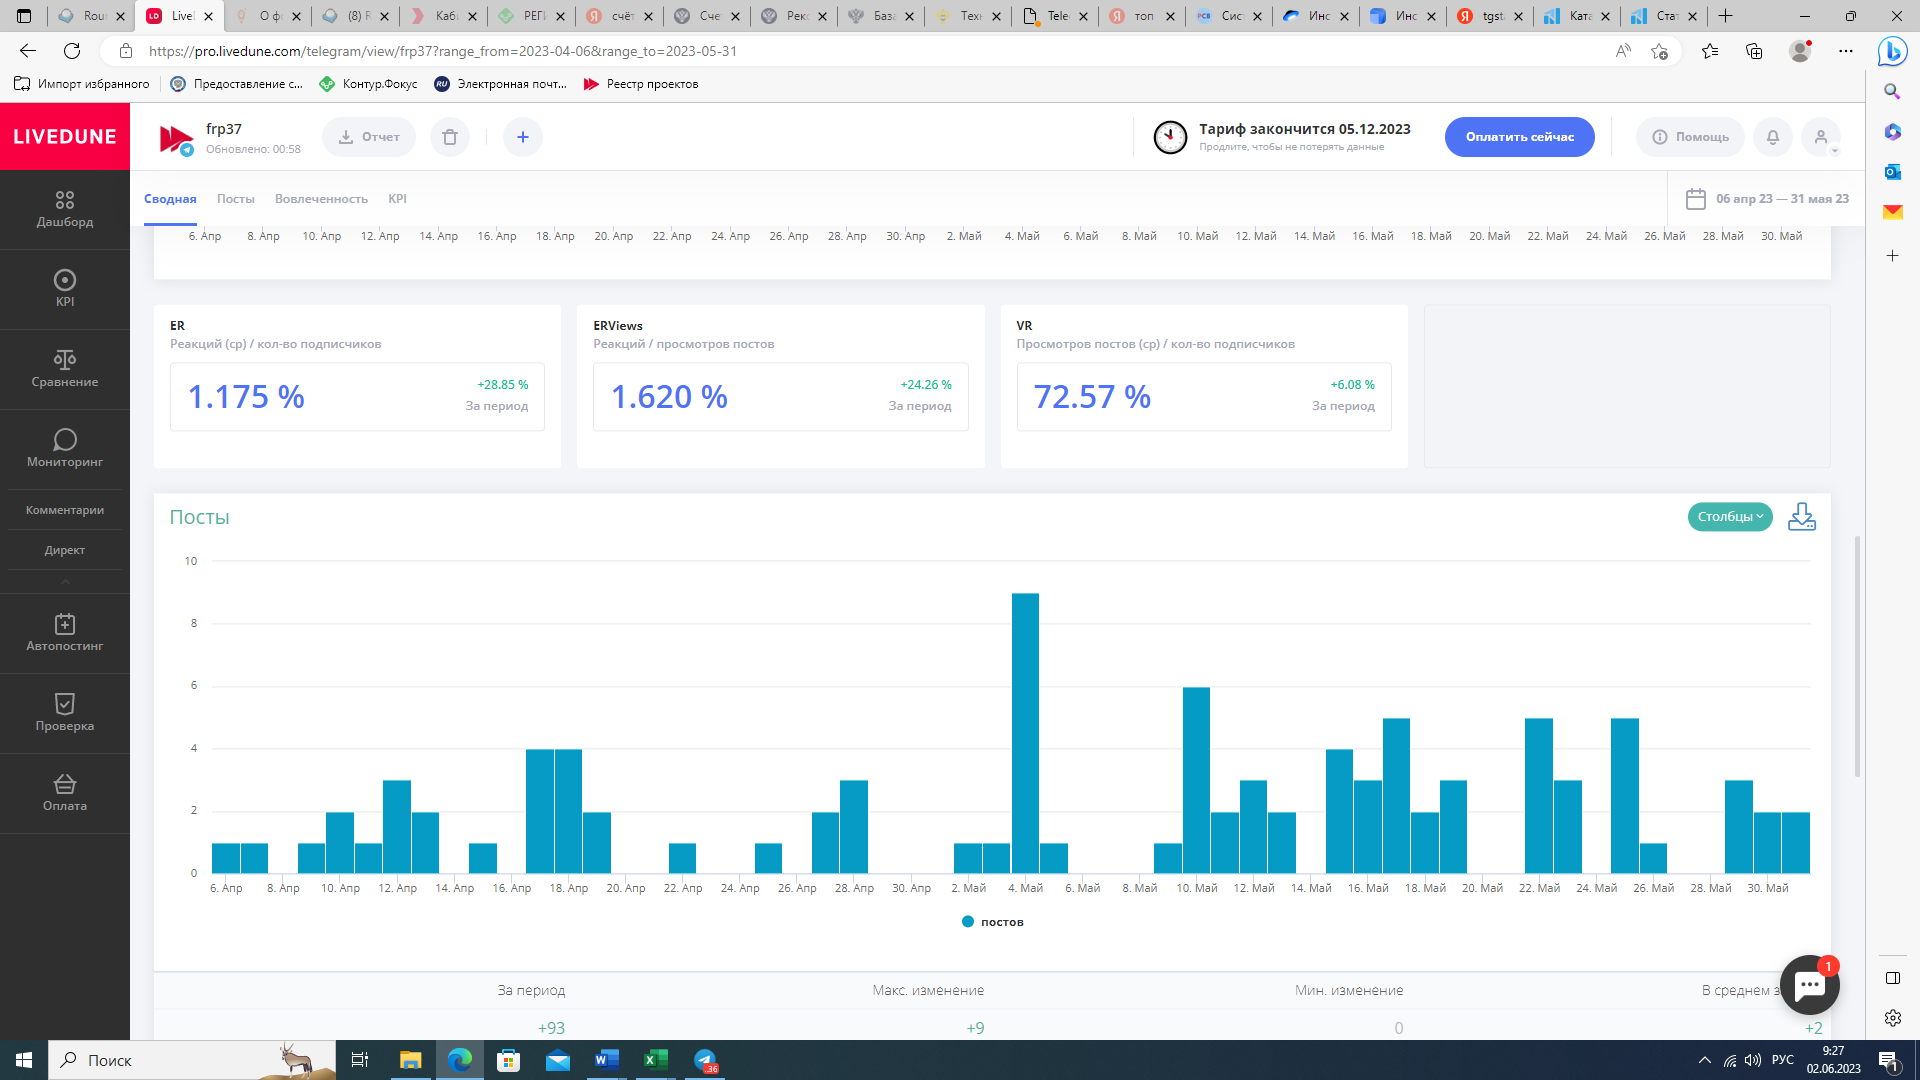 Rou
Live
О ф
(8) R
Каби
РЕГИ
счёт
Счет
Реко
База
Техн
Tele
топ
Сист
Инс
Инс
tgsta
Ката
Стат
https://pro.livedune.com/telegram/view/frp37?range_from=2023-04-06&range_to=2023-05-31
Импорт избранного
Предоставление с...
Контур.Фокус
Электронная почт...
Реестр проектов
LIVEDUNE
frp37
Обновлено: 00:58
Отчет
Тариф закончится 05.12.2023
Продлите, чтобы не потерять данные
Оплатить сейчас
Помощь
Сводная
Посты
Вовлеченность
KPI
06 апр 23 — 31 мая 23
Дашборд
KPI
Сравнение
Мониторинг
Комментарии
Директ
Автопостинг
Проверка
Оплата
6. Апр 8. Апр 10. Апр 12. Апр 14. Апр 16. Апр 18. Апр 20. Апр 22. Апр 24. Апр 26. Апр 28. Апр 30. Апр 2. Май 4. Май 6. Май 8. Май 10. Май 12. Май 14. Май 16. Май 18. Май 20. Май 22. Май 24. Май 26. Май 28. Май 30. Май
ER
Реакций (ср) / кол-во подписчиков
1.175 %
+28.85 %
За период
ERViews
Реакций / просмотров постов
1.620 %
+24.26 %
За период
VR
Просмотров постов (ср) / кол-во подписчиков
72.57 %
+6.08 %
За период
Посты
Столбцы
10
8
6
4
2
0
6. Апр 8. Апр 10. Апр 12. Апр 14. Апр 16. Апр 18. Апр 20. Апр 22. Апр 24. Апр 26. Апр 28. Апр 30. Апр 2. Май 4. Май 6. Май 8. Май 10. Май 12. Май 14. Май 16. Май 18. Май 20. Май 22. Май 24. Май 26. Май 28. Май 30. Май
постов
За период
Макс. изменение
Мин. изменение
В среднем з
+93
+9
0
+2
1
Поиск
.36
РУС
9:27
02.06.2023
1